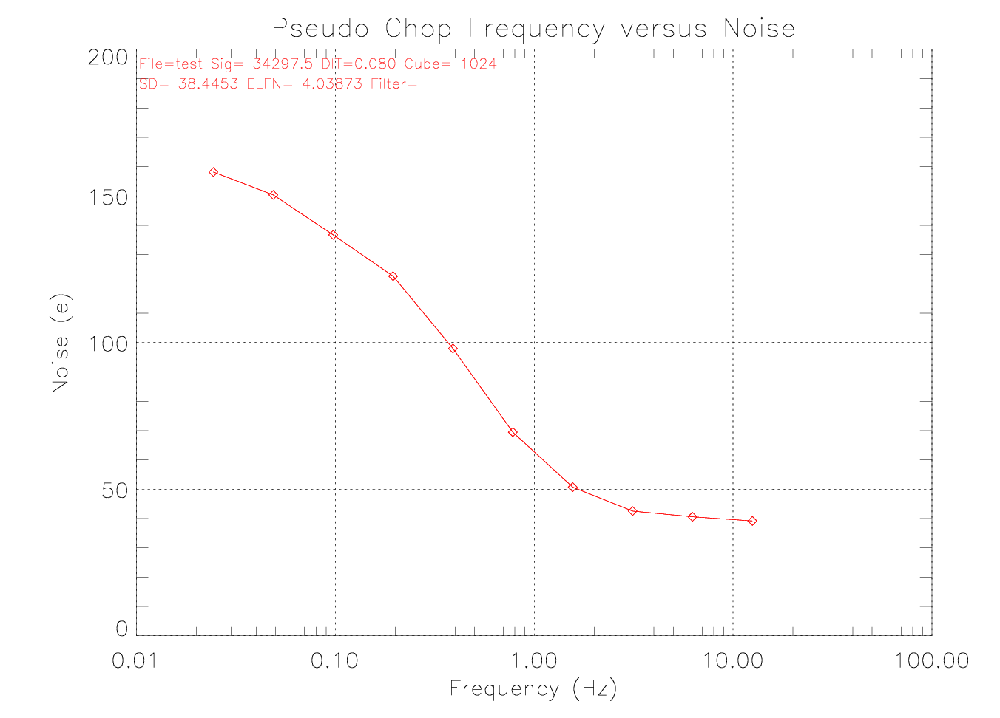 Pseudo Chop Frequency versus Noise
File=test Sig= 34297.5 DIT=0.080 Cube= 1024
SD= 38.4453 ELFN= 4.03873 Filter=
200
150
100
50
0
Noise (e)
0.01 0.10 1.00 10.00 100.00
Frequency (Hz)